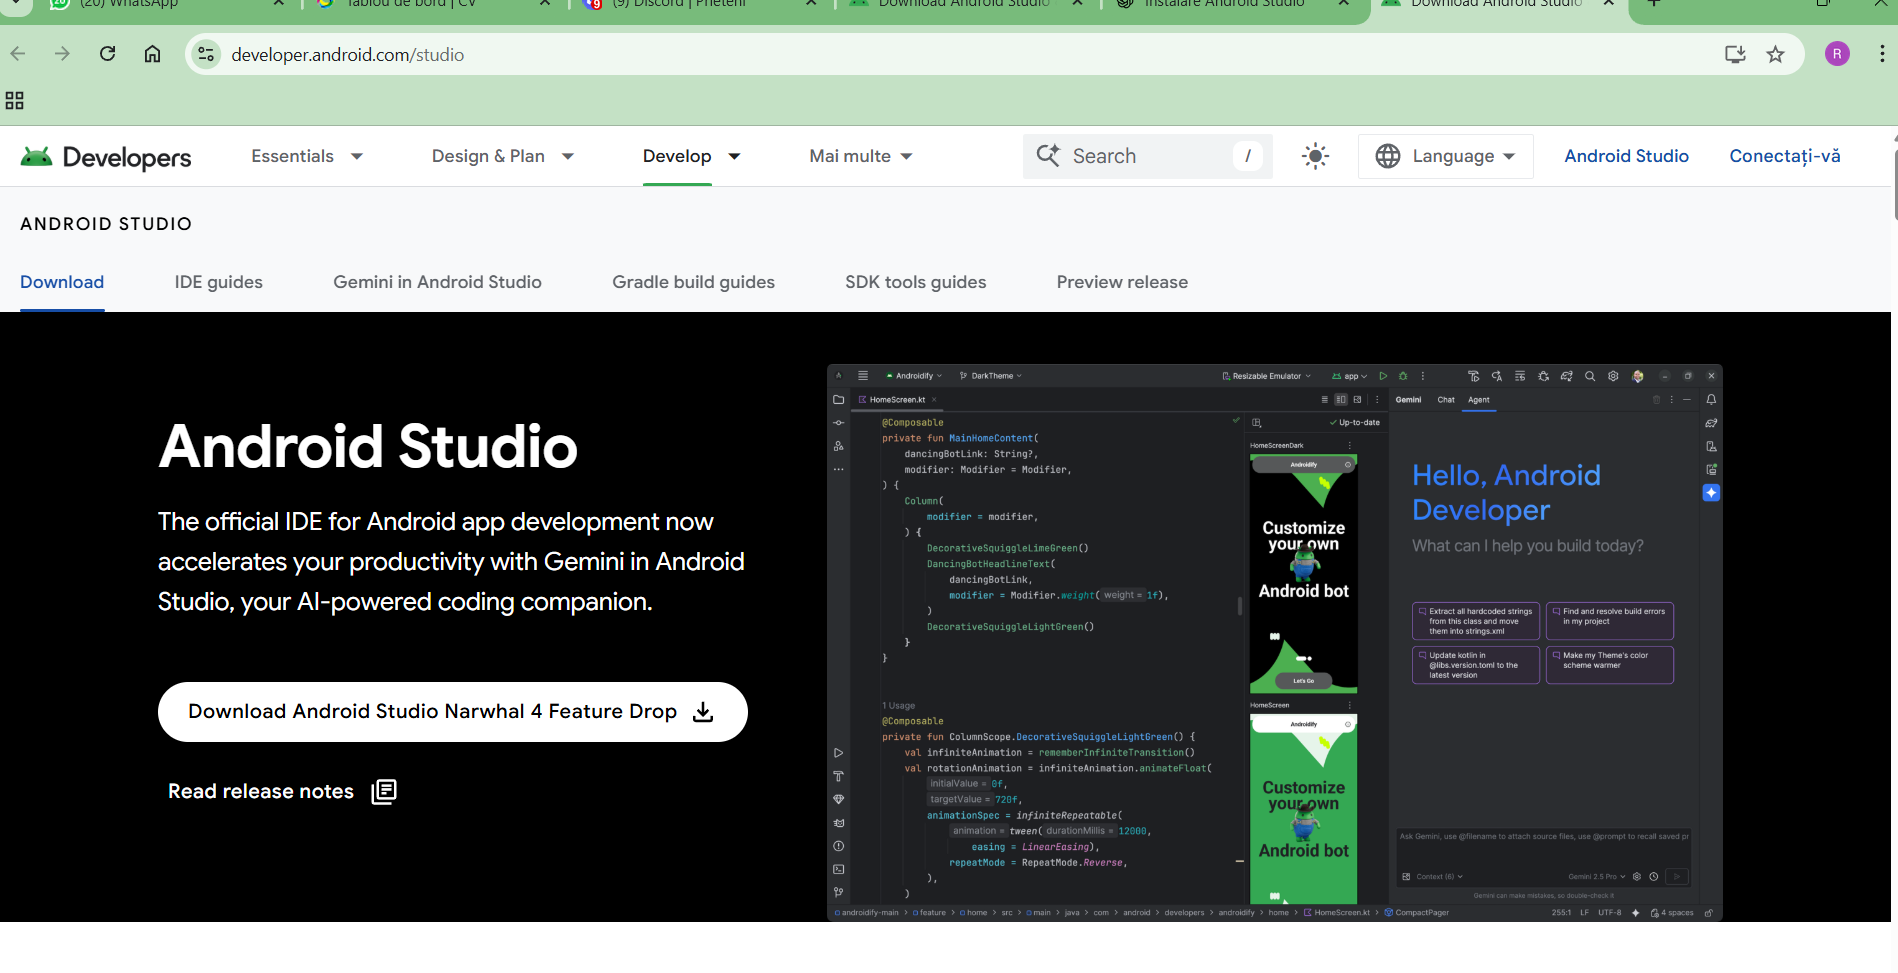 (20) WhatsApp
Tablou de bord | CV
(9) Discord | Prieteni
Download Android Studio
Instalare Android Studio
Download Android Studio
developer.android.com/studio
R
Developers
Essentials
Design & Plan
Develop
Mai multe
Search
/
Language
Android Studio
Conectați-vă
ANDROID STUDIO
Download
IDE guides
Gemini in Android Studio
Gradle build guides
SDK tools guides
Preview release
Android Studio
The official IDE for Android app development now
accelerates your productivity with Gemini in Android
Studio, your AI-powered coding companion.
Download Android Studio Narwhal 4 Feature Drop
Read release notes
Androidify
DarkTheme
Resizable Emulator
app
HomeScreen.kt
@Composable
private fun MainHomeContent(
dancingBotLink: String?,
modifier: Modifier = Modifier,
) {
Column(
modifier = modifier,
) {
DecorativeSquiggleLimeGreen()
DancingBotHeadlineText(
dancingBotLink,
modifier = Modifier.weight( weight = 1f),
)
DecorativeSquiggleLightGreen()
}
}
1 Usage
@Composable
private fun ColumnScope.DecorativeSquiggleLightGreen() {
val infiniteAnimation = rememberInfiniteTransition()
val rotationAnimation = infiniteAnimation.animateFloat(
initialValue = 0f,
targetValue = 720f,
animationSpec = infiniteRepeatable(
animation = tween( durationMillis = 12000,
easing = LinearEasing),
repeatMode = RepeatMode.Reverse,
),
)
Up-to-date
HomeScreenDark
Androidify
Customize
your own
Android bot
Let's Go
HomeScreen
Androidify
Customize
your own
Android bot
Gemini
Chat
Agent
Hello, Android
Developer
What can I help you build today?
Extract all hardcoded strings
from this class and move
them into strings.xml
Find and resolve build errors
in my project
Update kotlin in
@libs.version.toml to the
latest version
Make my Theme's color
scheme warmer
Ask Gemini, use @filename to attach source files, use @prompt to recall saved pr
Context (6)
Gemini 2.5 Pro
Gemini can make mistakes, so double-check it
androidify-main > feature > home > src > main > java > com > android > developers > androidify > home > HomeScreen.kt > CompactPager
255:1 LF UTF-8 4 spaces